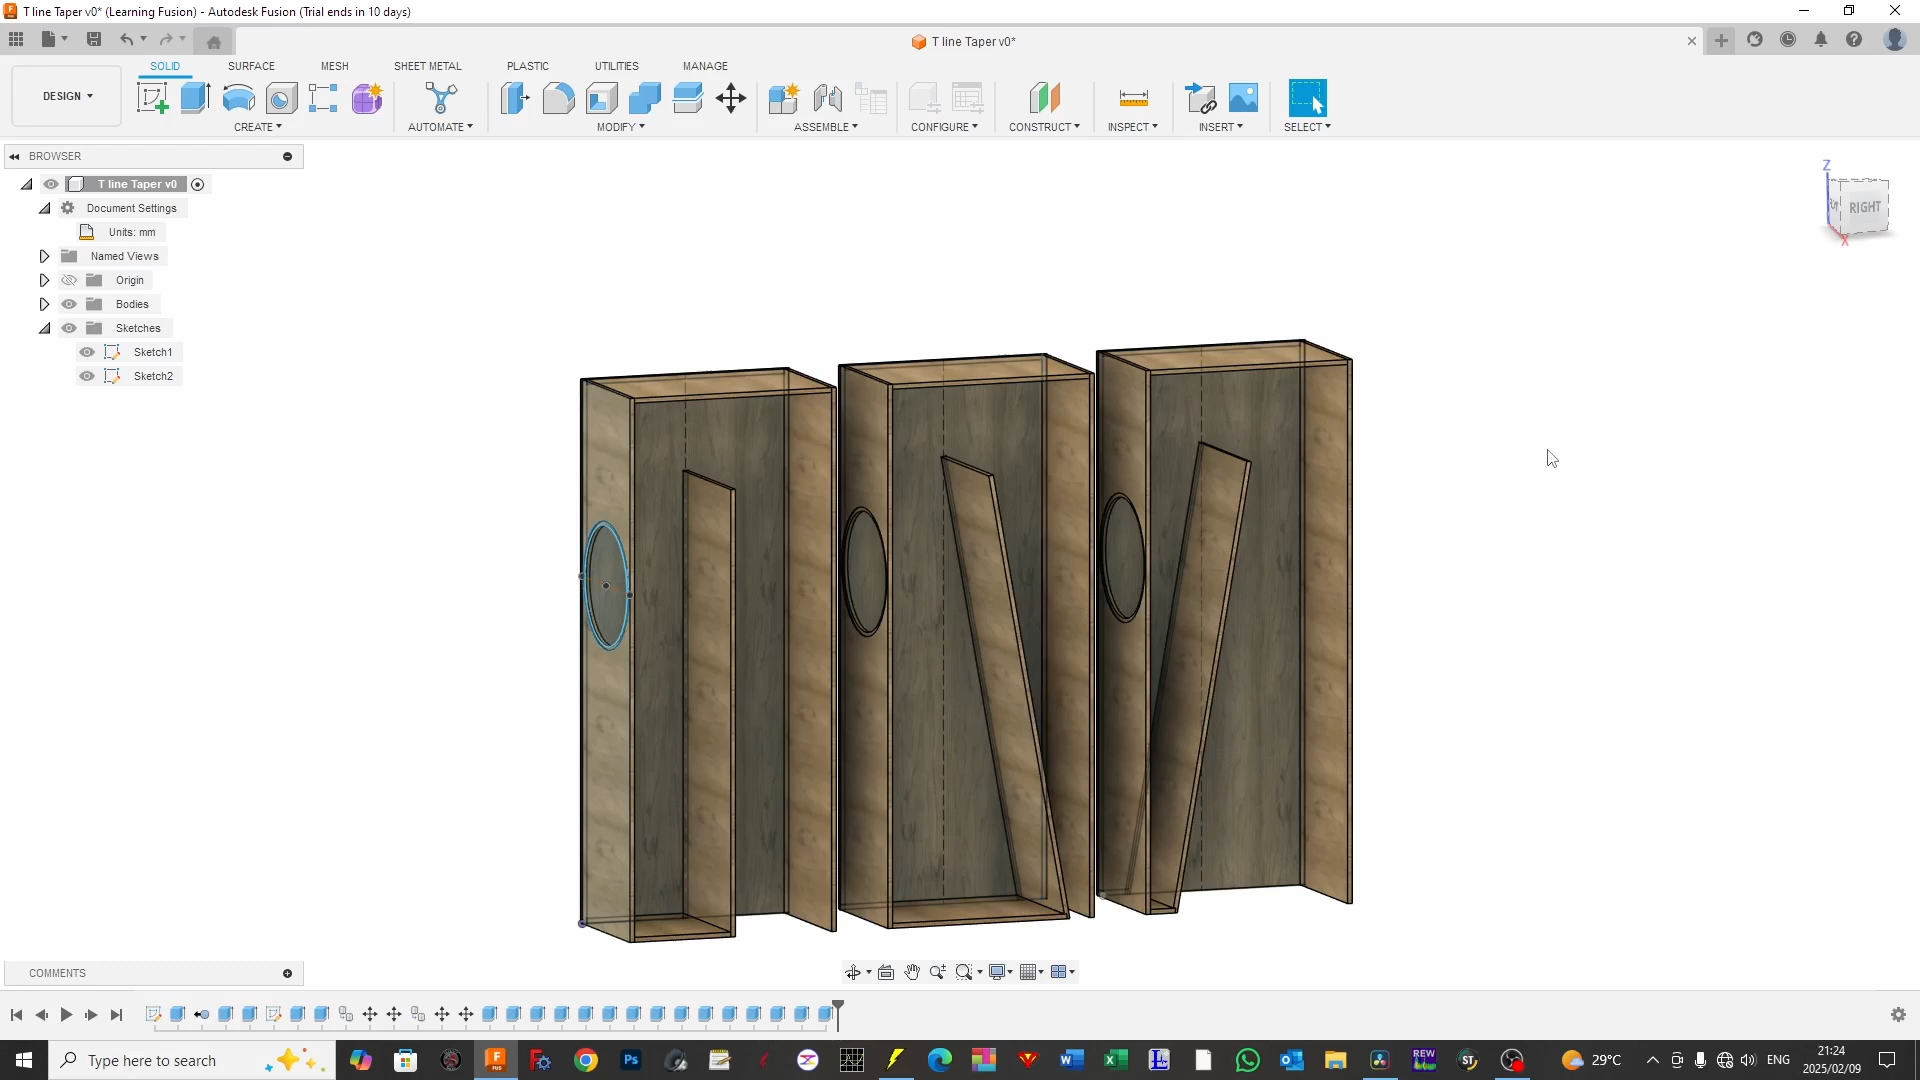 T line Taper v0* (Learning Fusion) - Autodesk Fusion (Trial ends in 10 days)
T line Taper v0*
SOLID SURFACE MESH SHEET METAL PLASTIC UTILITIES MANAGE
DESIGN
CREATE AUTOMATE MODIFY ASSEMBLE CONFIGURE CONSTRUCT INSPECT INSERT SELECT
BROWSER
T line Taper v0
Document Settings
Units: mm
Named Views
Origin
Bodies
Sketches
Sketch1
Sketch2
Z
RIGHT
X
COMMENTS
Type here to search
REW
ST
29°C
ENG
21:24
2025/02/09